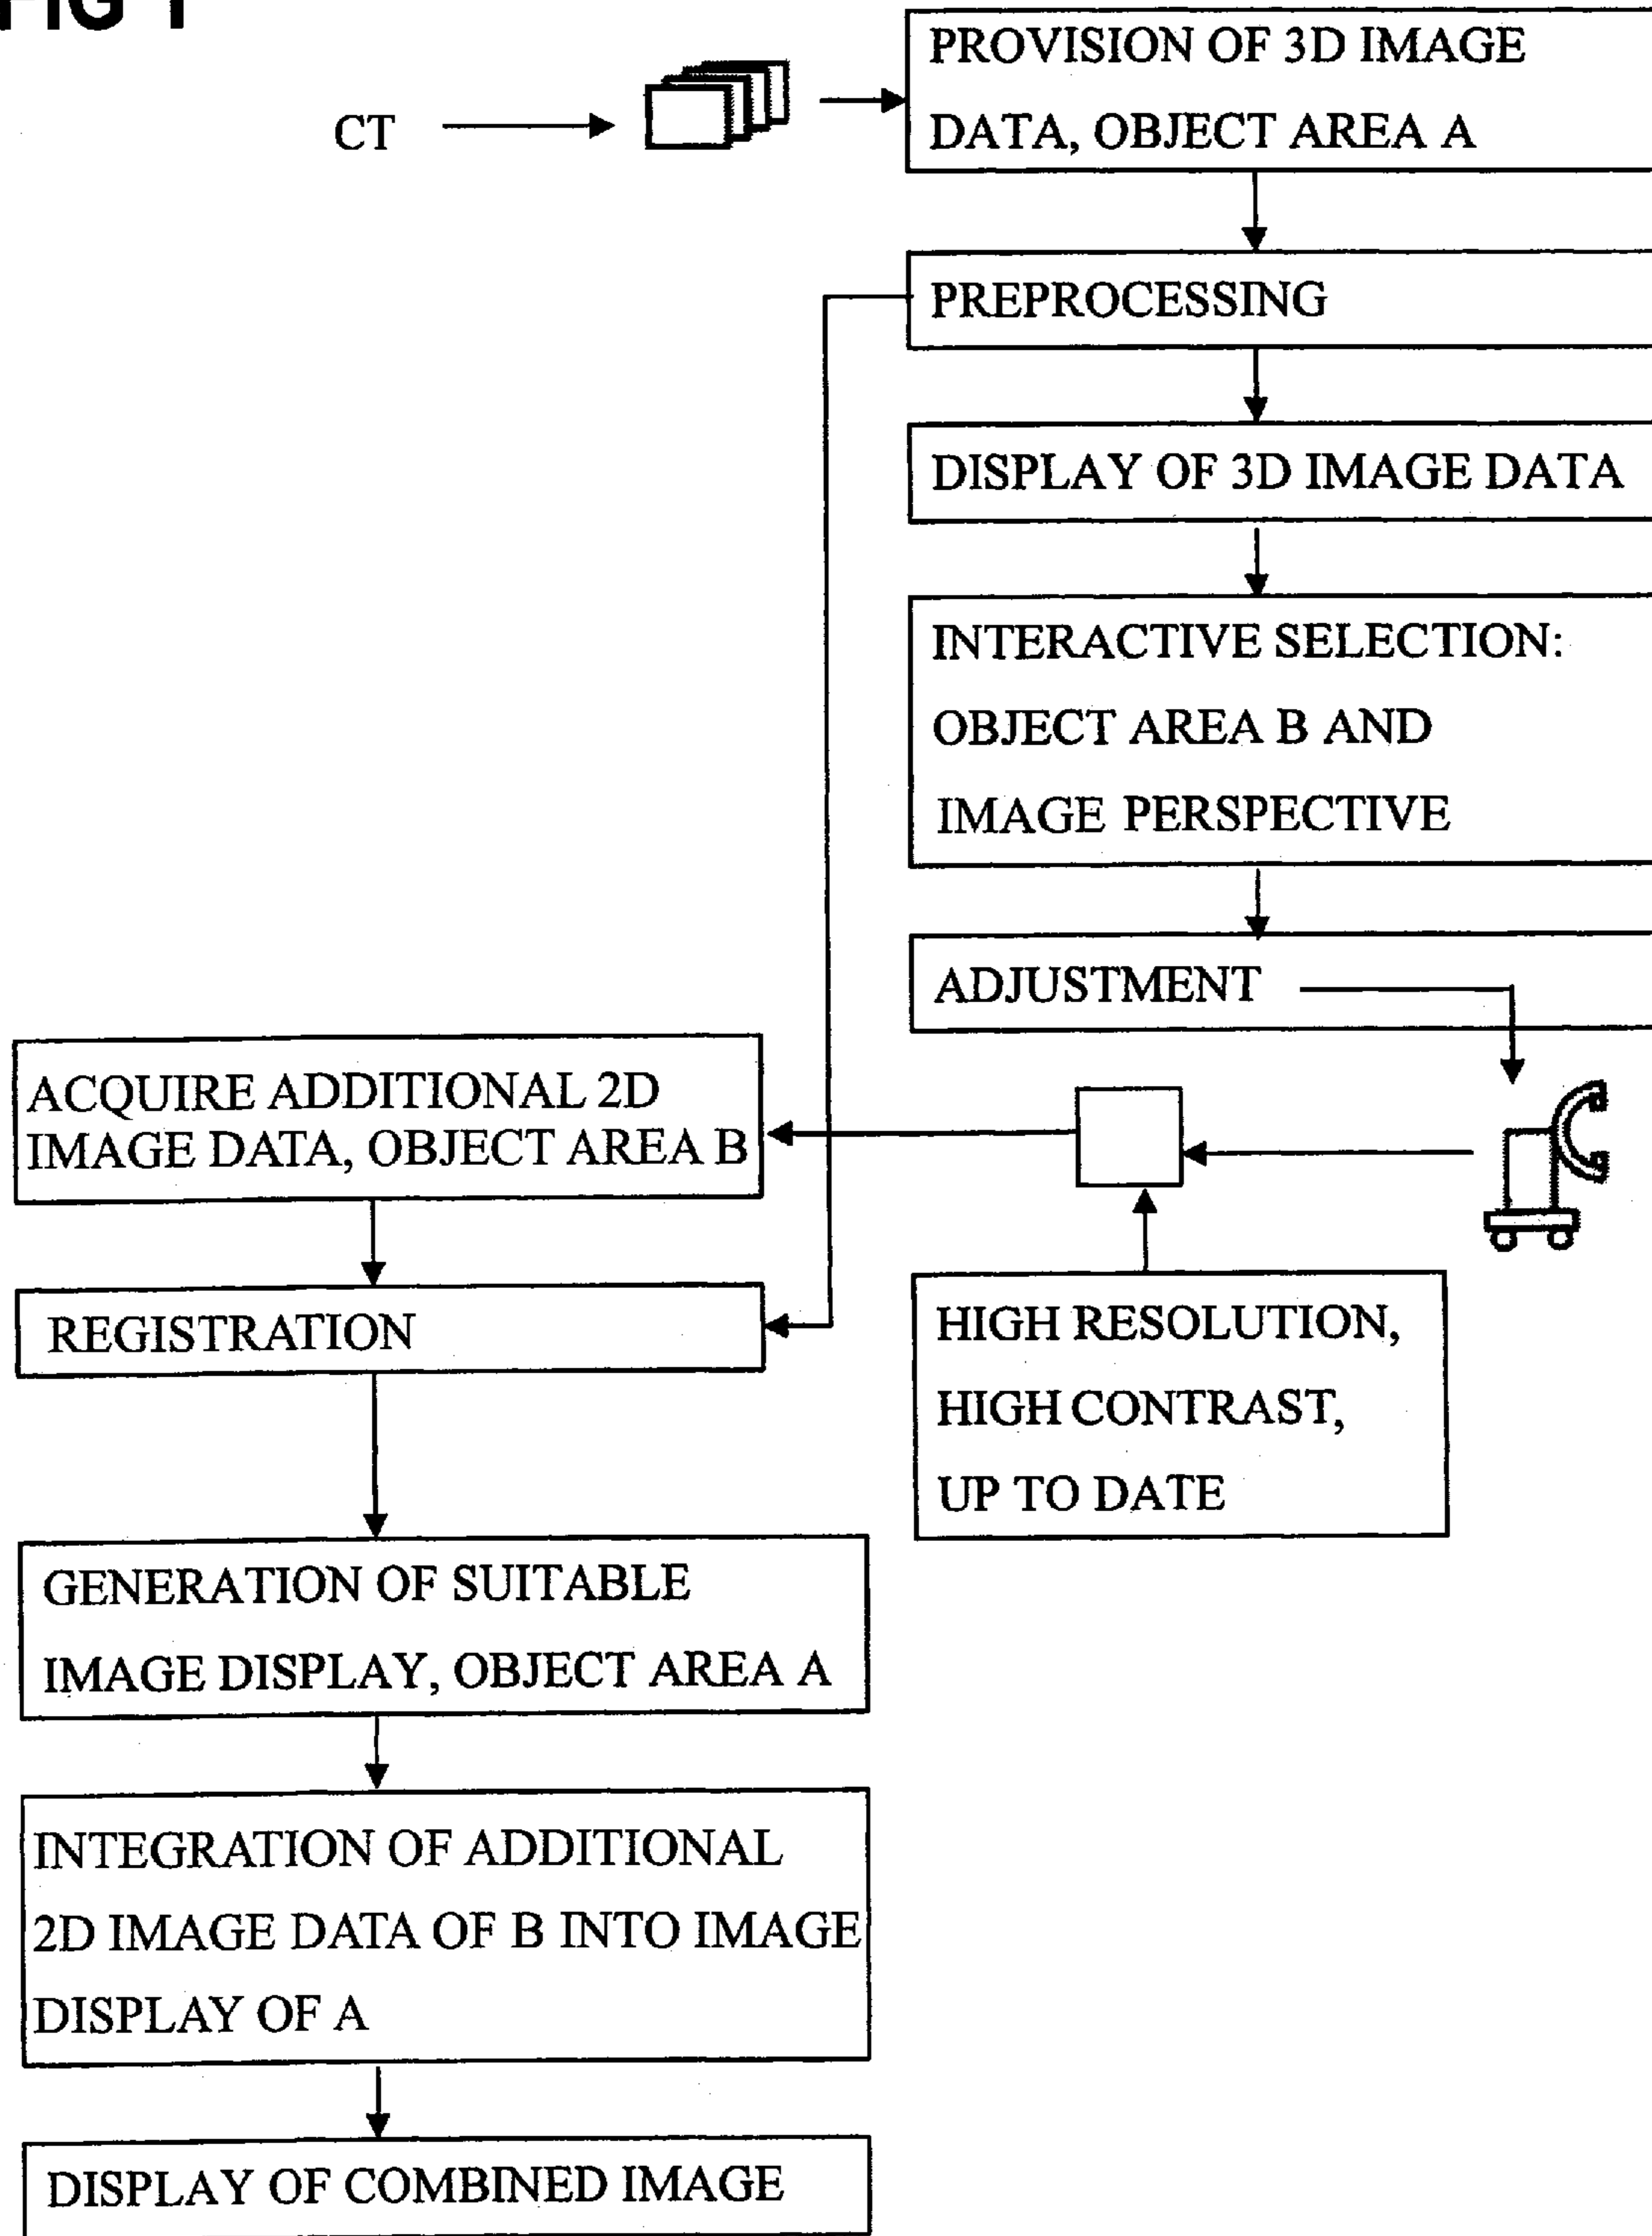 FIG 1
PROVISION OF 3D IMAGE
DATA, OBJECT AREA A
CT
PREPROCESSING
DISPLAY OF 3D IMAGE DATA
INTERACTIVE SELECTION:
OBJECT AREA B AND
IMAGE PERSPECTIVE
ADJUSTMENT
ACQUIRE ADDITIONAL 2D
IMAGE DATA, OBJECT AREA B
REGISTRATION
HIGH RESOLUTION,
HIGH CONTRAST,
UP TO DATE
GENERATION OF SUITABLE
IMAGE DISPLAY, OBJECT AREA A
INTEGRATION OF ADDITIONAL
2D IMAGE DATA OF B INTO IMAGE
DISPLAY OF A
DISPLAY OF COMBINED IMAGE